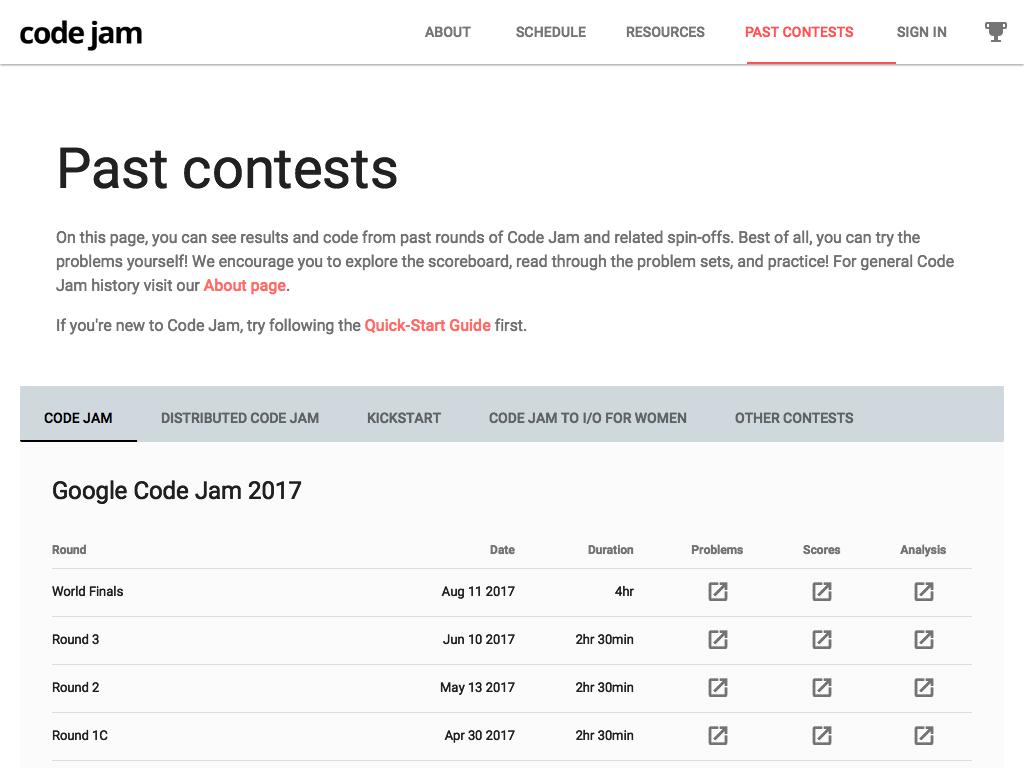 code jam
ABOUT SCHEDULE RESOURCES PAST CONTESTS SIGN IN
Past contests
On this page, you can see results and code from past rounds of Code Jam and related spin-offs. Best of all, you can try the
problems yourself! We encourage you to explore the scoreboard, read through the problem sets, and practice! For general Code
Jam history visit our About page.
If you're new to Code Jam, try following the Quick-Start Guide first.
CODE JAM DISTRIBUTED CODE JAM KICKSTART CODE JAM TO I/O FOR WOMEN OTHER CONTESTS
Google Code Jam 2017
Round Date Duration Problems Scores Analysis
World Finals Aug 11 2017 4hr
Round 3 Jun 10 2017 2hr 30min
Round 2 May 13 2017 2hr 30min
Round 1C Apr 30 2017 2hr 30min